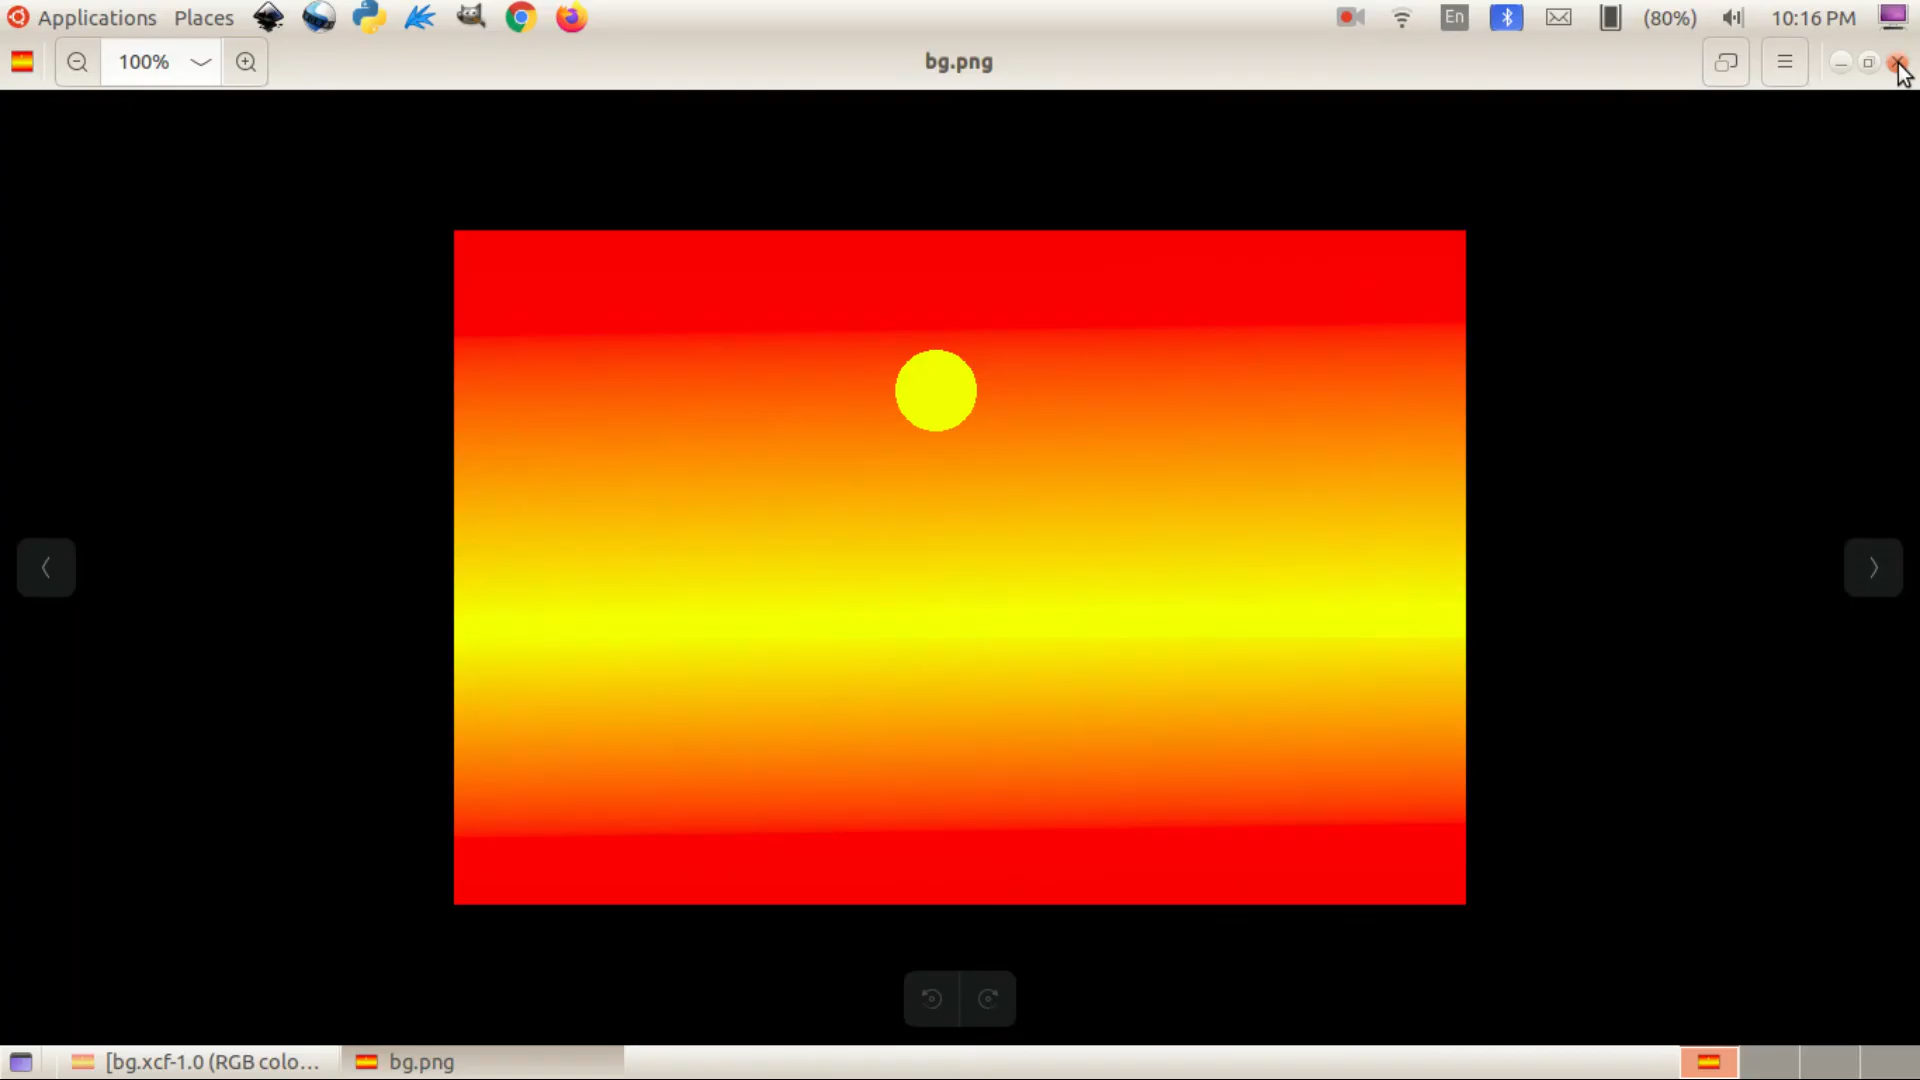 Applications Places En (80%) 10:16 PM
100% bg.png
[bg.xcf-1.0 (RGB colo... bg.png